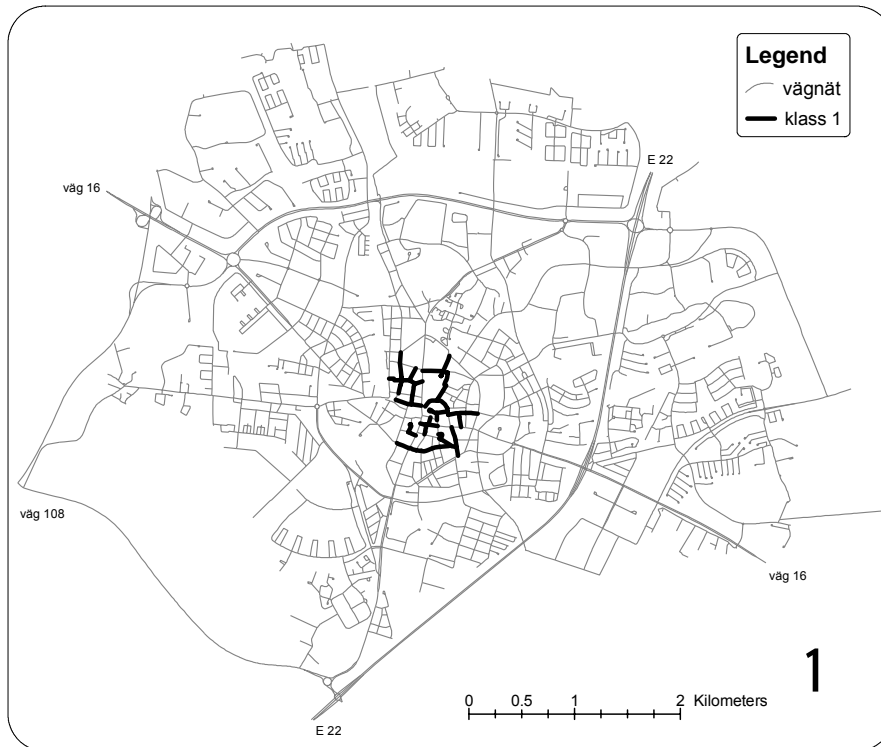 Legend
vägnät
klass 1
E 22
väg 16
väg 108
väg 16
1
0 0.5 1 2 Kilometers
E 22